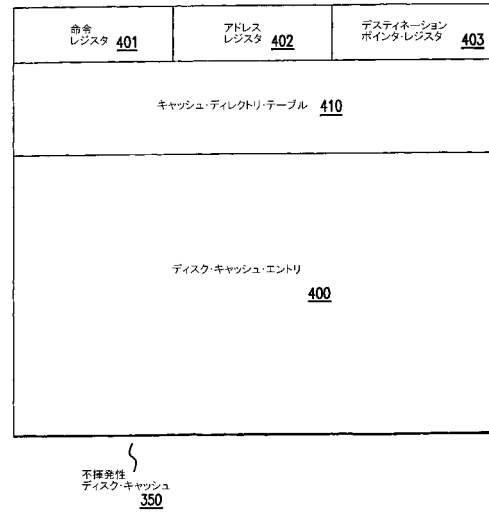 命令
レジスタ 401
アドレス
レジスタ 402
デスティネーション
ポインタ・レジスタ 403
キャッシュ・ディレクトリ・テーブル 410
ディスク・キャッシュ・エントリ
400
不揮発性
ディスク・キャッシュ
350